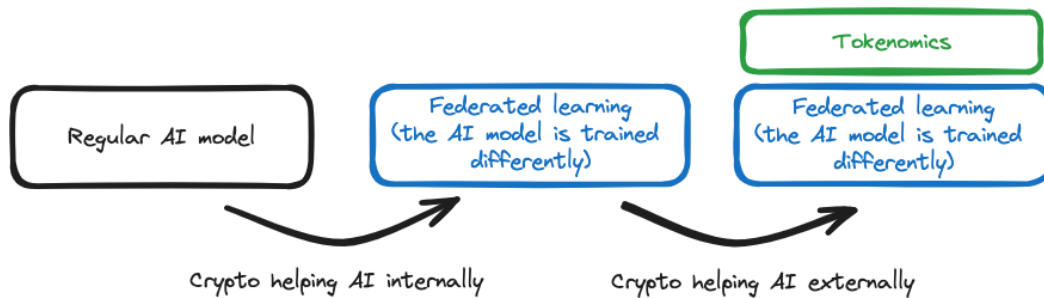 Tokenomics
Regular AI model
Federated learning
(the AI model is trained
differently)
Federated learning
(the AI model is trained
differently)
Crypto helping AI internally
Crypto helping AI externally